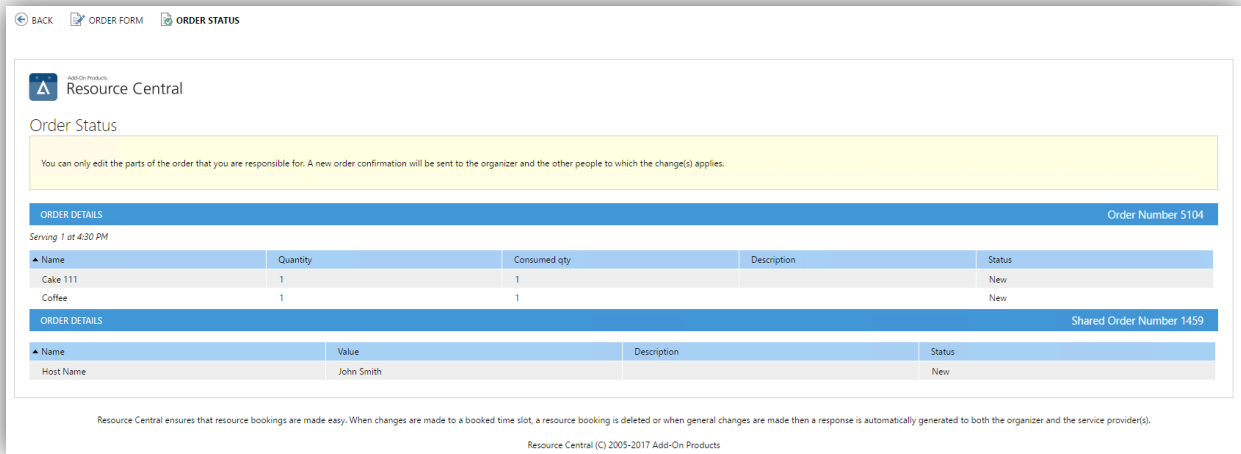 BACK ORDER FORM ORDER STATUS
Add-On Products
Resource Central
Order Status
You can only edit the parts of the order that you are responsible for. A new order confirmation will be sent to the organizer and the other people to which the change(s) applies.
ORDER DETAILS Order Number 5104
Serving 1 at 4:30 PM
Name Quantity Consumed qty Description Status
Cake 111 1 1 New
Coffee 1 1 New
ORDER DETAILS Shared Order Number 1459
Name Value Description Status
Host Name John Smith New
Resource Central ensures that resource bookings are made easy. When changes are made to a booked time slot, a resource booking is deleted or when general changes are made then a response is automatically generated to both the organizer and the service provider(s).
Resource Central (C) 2005-2017 Add-On Products